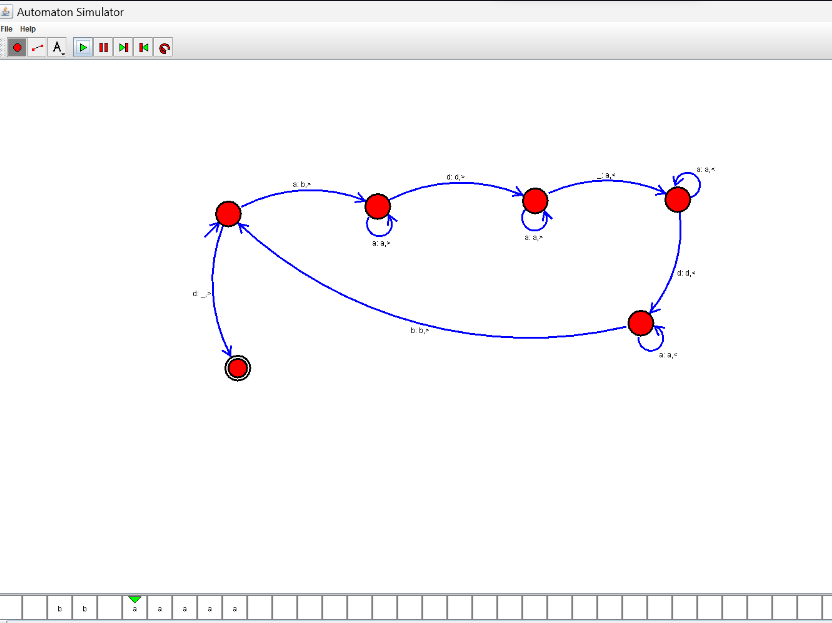 Automaton Simulator
File Help
A
a: b,>
d: d,>
_: a,<
a: a,<
a: a,>
a: a,>
d: d,<
d: _,>
b: b,>
a: a,<
b b a a a a a